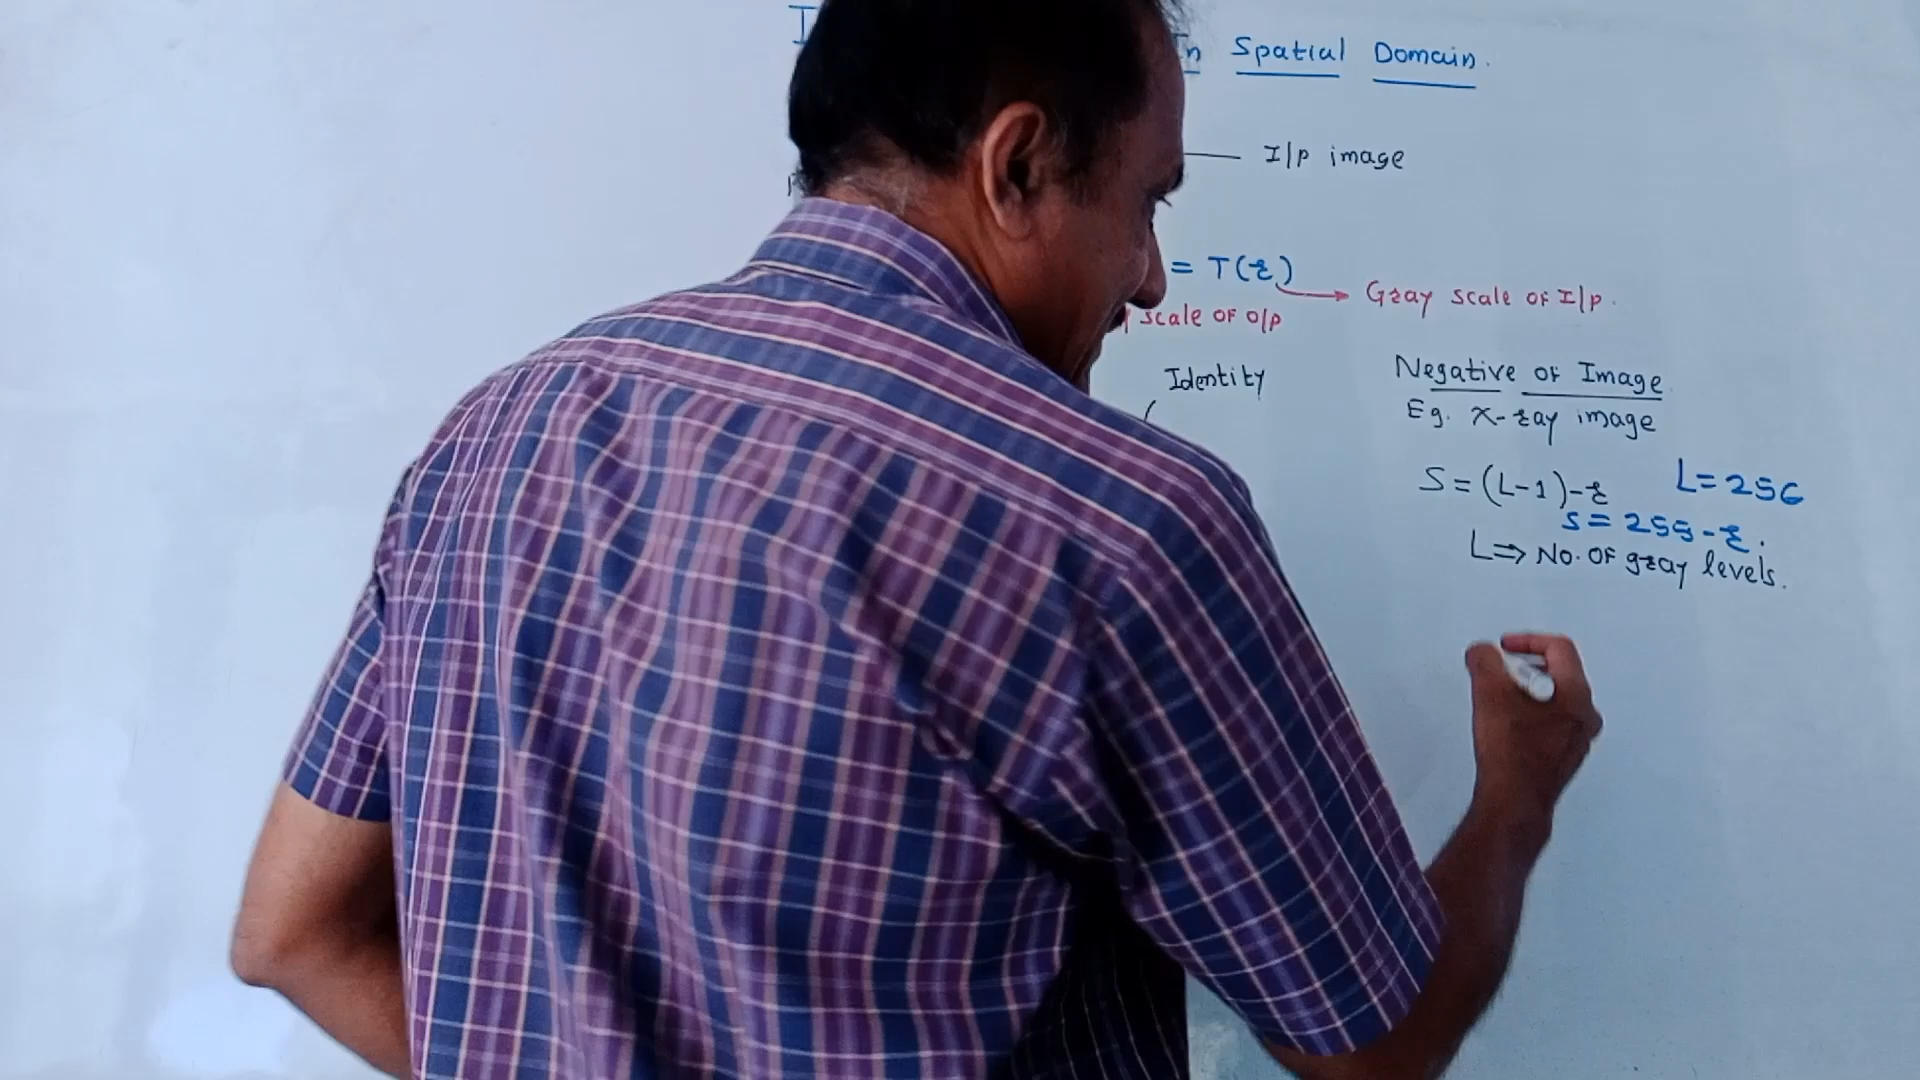 In Spatial Domain.
I/p image
= T(r)
Gray scale of I/p.
scale of o/p
Identity
Negative of Image.
Eg. X-ray image
S = (L-1)-r
L=256
s = 255-r.
L⇒ No. of gray levels.